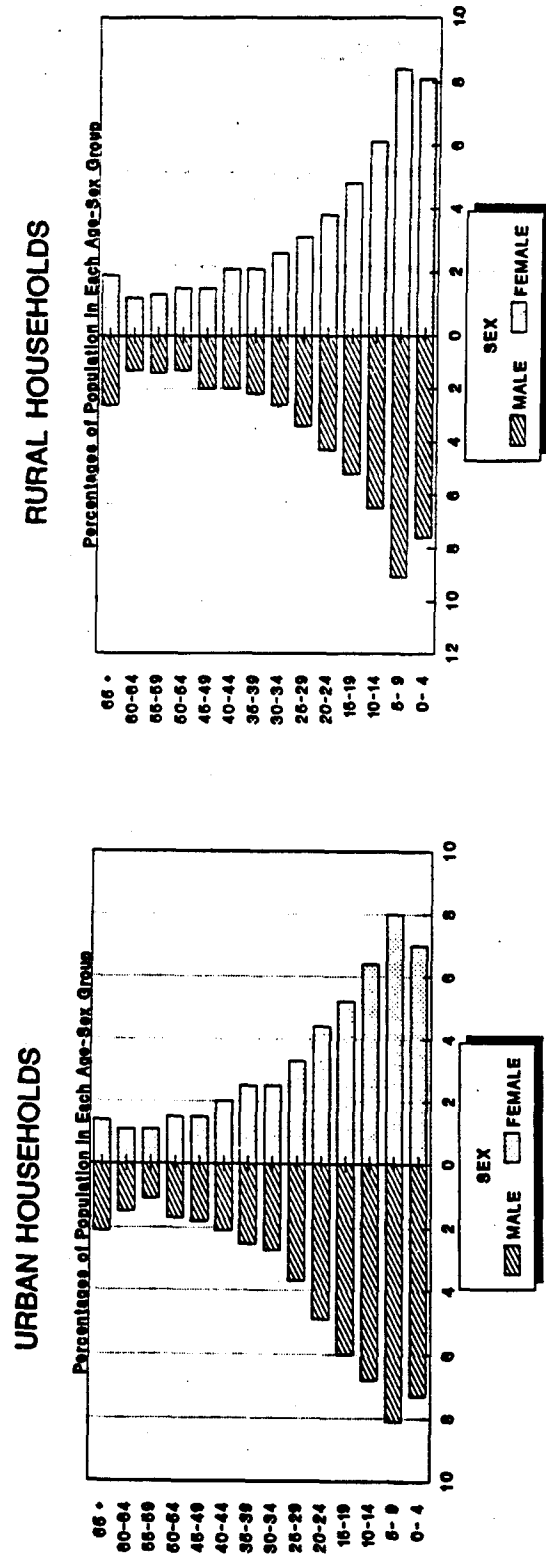 URBAN HOUSEHOLDS
Percentages of Population in Each Age-Sex Group
65 +
60-64
55-59
50-54
45-49
40-44
35-39
30-34
25-29
20-24
15-19
10-14
5- 9
0- 4
10 8 6 4 2 0 2 4 6 8 10
SEX
MALE FEMALE
RURAL HOUSEHOLDS
Percentages of Population in Each Age-Sex Group
65 +
60-64
55-59
50-54
45-49
40-44
35-39
30-34
25-29
20-24
15-19
10-14
5- 9
0- 4
12 10 8 6 4 2 0 2 4 6 8 10
SEX
MALE FEMALE